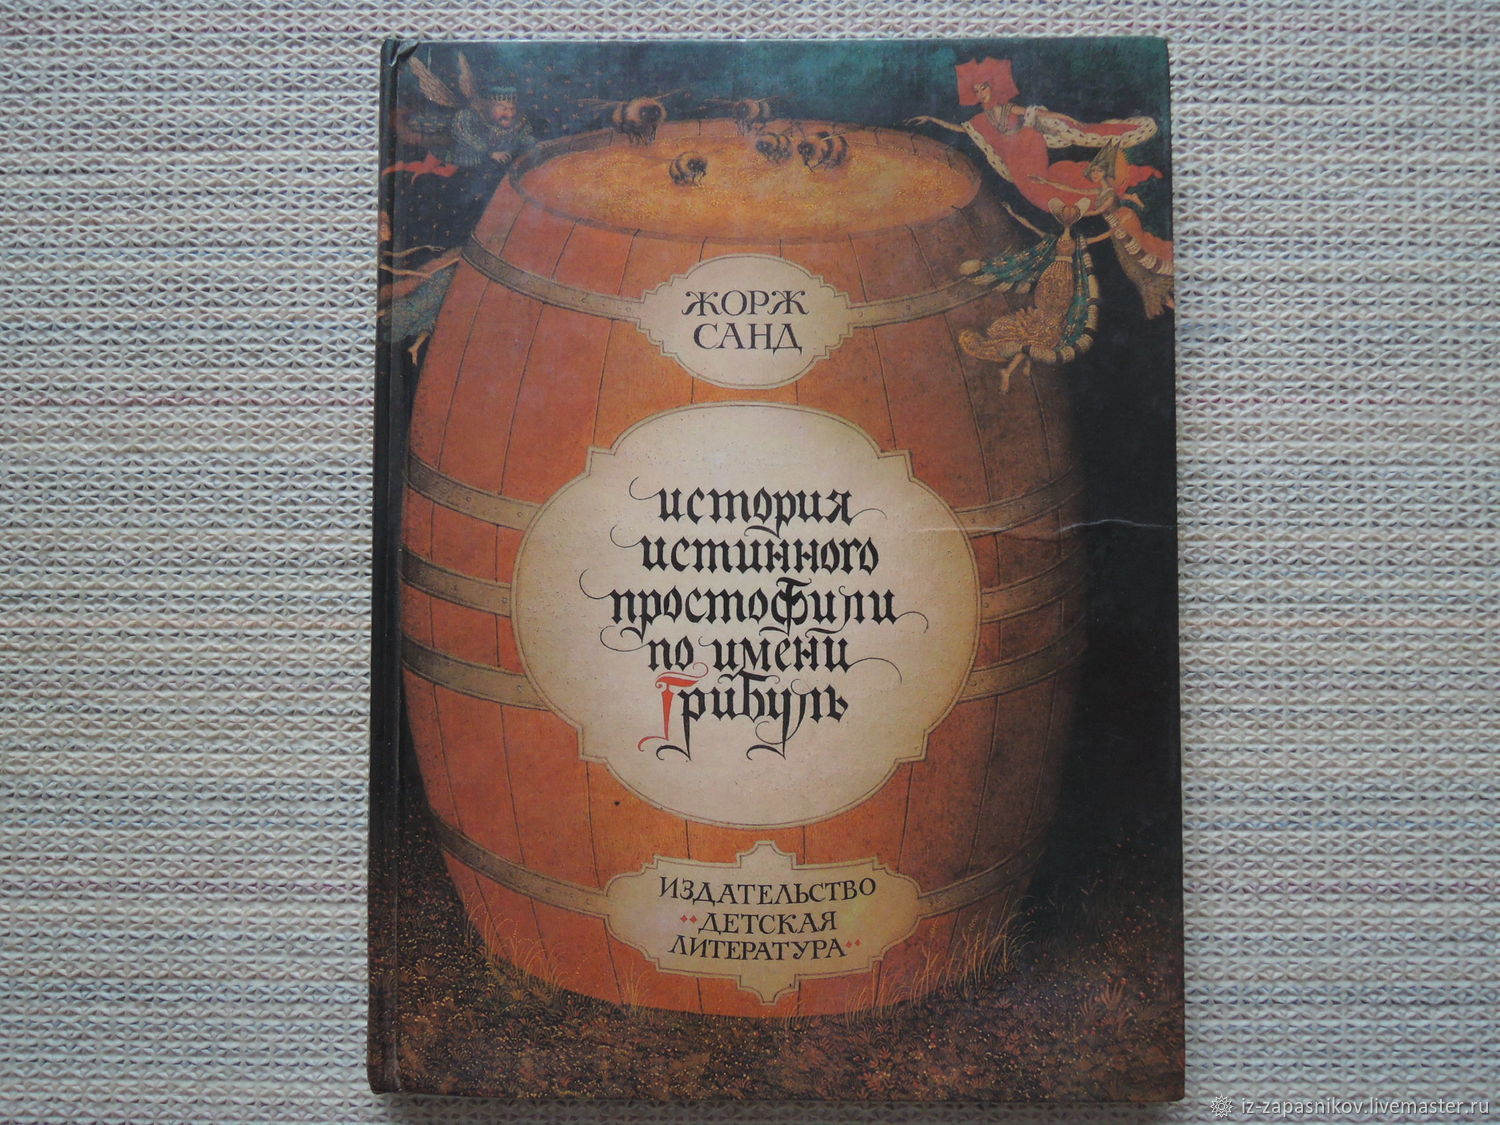 ЖОРЖ
САНД
история
истинного
простофили
по имени
Грибуль
ИЗДАТЕЛЬСТВО
"ДЕТСКАЯ
ЛИТЕРАТУРА"
iz-zapasnikov.livemaster.ru